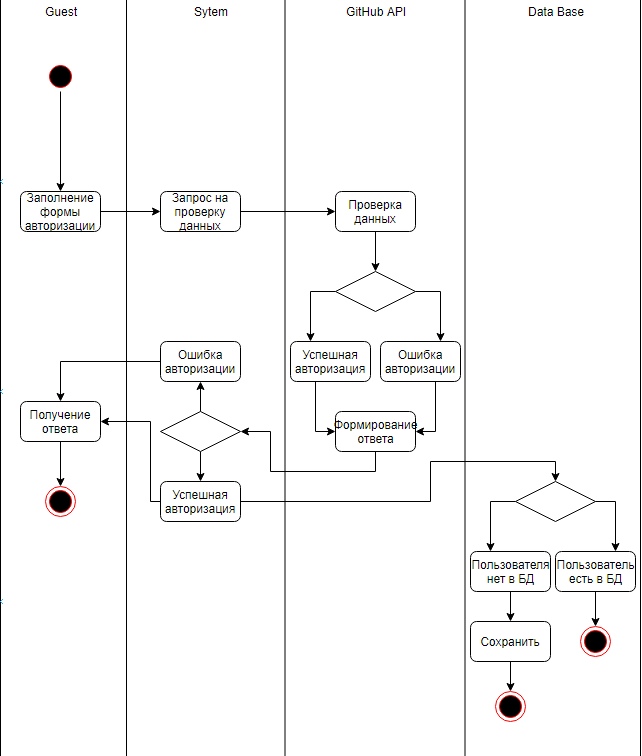 Guest
Sytem
GitHub API
Data Base
Заполнение
формы
авторизации
Запрос на
проверку
данных
Проверка
данных
Успешная
авторизация
Ошибка
авторизации
Ошибка
авторизации
Получение
ответа
Формирование
ответа
Успешная
авторизация
Пользователя
нет в БД
Пользователь
есть в БД
Сохранить